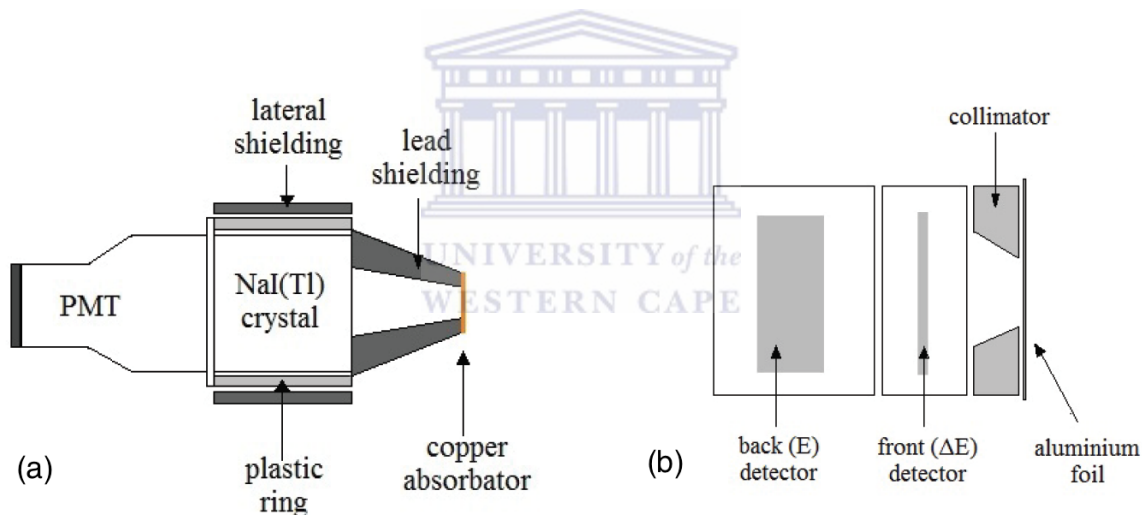 lateral
shielding
lead
shielding
PMT
NaI(Tl)
crystal
plastic
ring
copper
absorbator
(a)
UNIVERSITY of the
WESTERN CAPE
collimator
back (E)
detector
front (ΔE)
detector
aluminium
foil
(b)